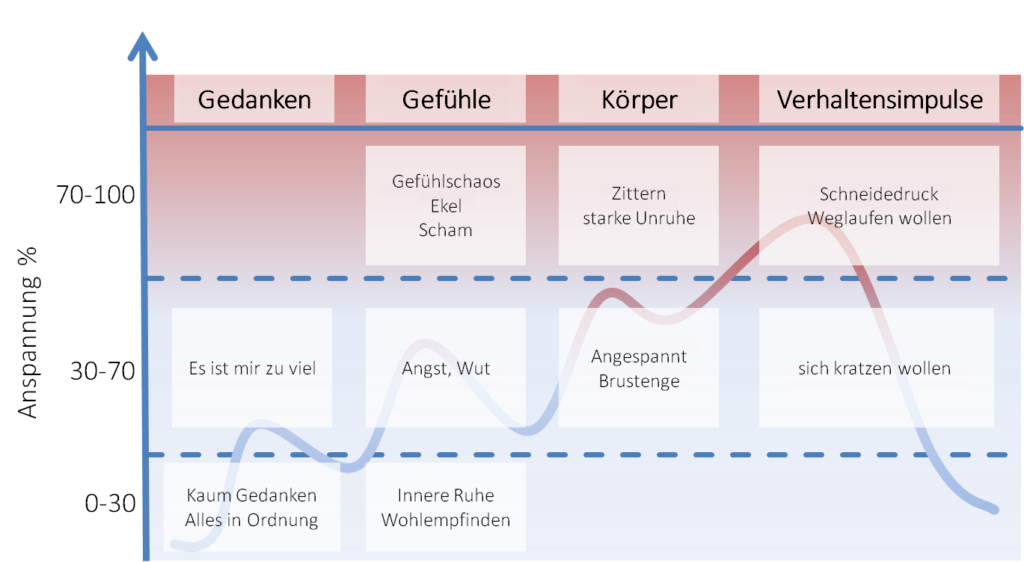 Gedanken
Gefühle
Körper
Verhaltensimpulse
Anspannung %
70-100
Gefühlschaos
Ekel
Scham
Zittern
starke Unruhe
Schneidedruck
Weglaufen wollen
30-70
Es ist mir zu viel
Angst, Wut
Angespannt
Brustenge
sich kratzen wollen
0-30
Kaum Gedanken
Alles in Ordnung
Innere Ruhe
Wohlempfinden